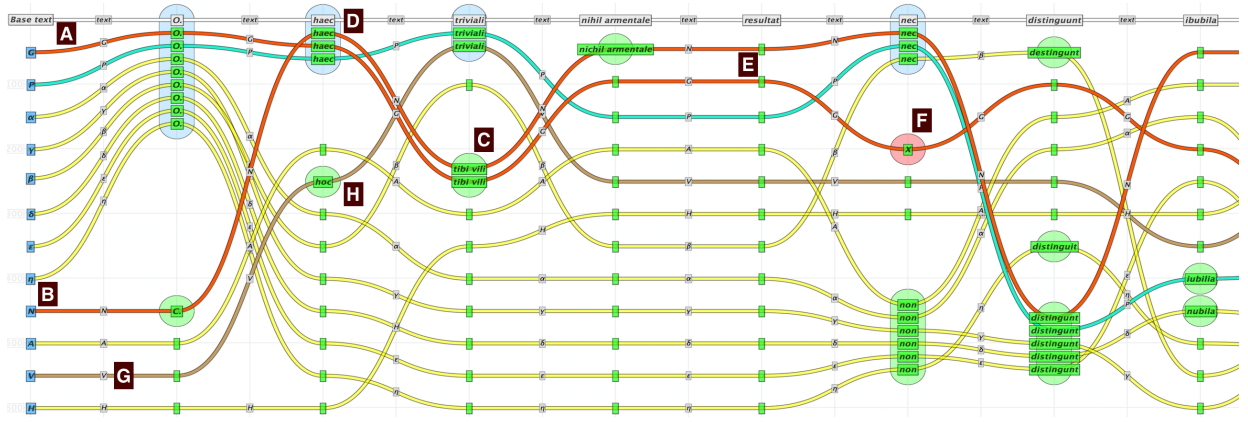 Base text text O. text haec text triviali text nihil armentale text resultat text nec text distinguunt text ibubila
A D
O. haec triviali nec
G G G N
O. haec P triviali nichil armentale N nec β destingunt
P P O. P haec E nec
α α O. N P
γ γ O. G N G A
β β O. G G G
δ δ O. α C β α
ε ε O. F
η η O. N β A tibi vili A β A X N N
hoc H tibi vili V V
B δ H H H
ε α distinguit
A α β β α ε
V γ α α α η iubilia
N N C. γ γ γ non P nubila
non distingunt
H non γ distingunt δ
A A δ δ δ non δ distingunt
V V G ε ε ε ε non ε distingunt γ
η non distingunt
H H H η η η